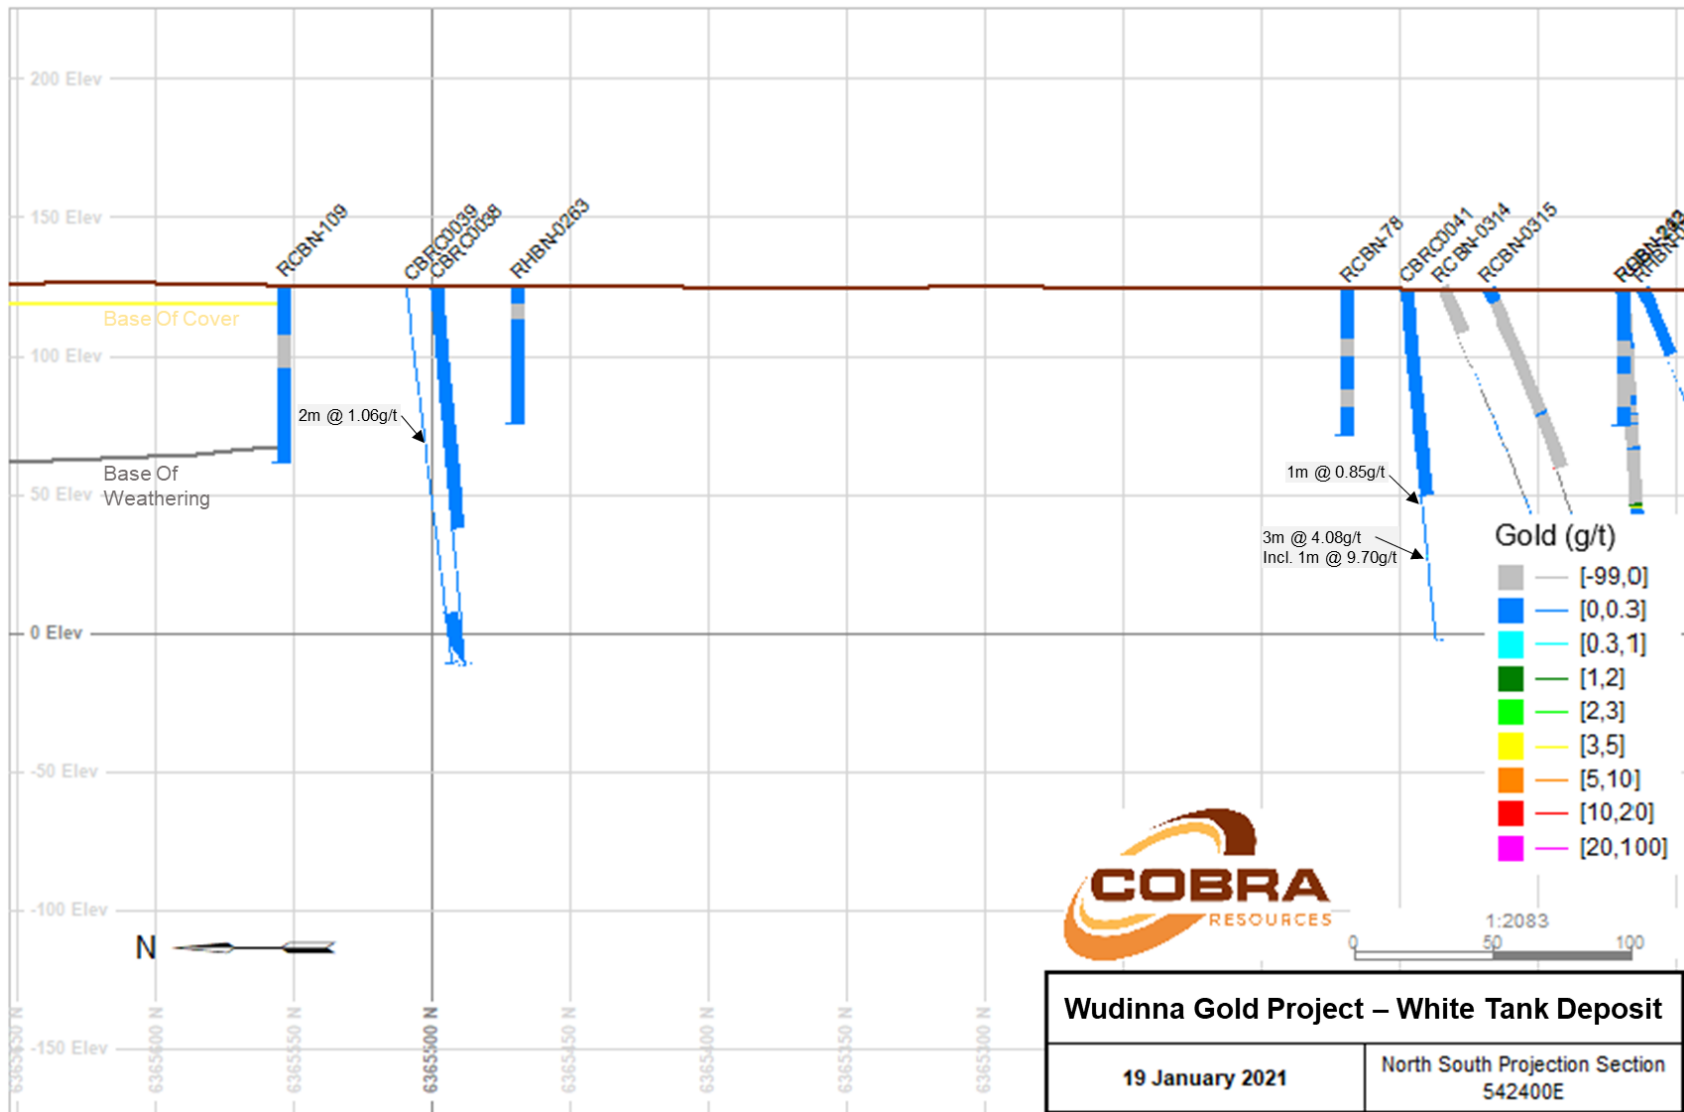 200 Elev
150 Elev
RCBN-109
CBRC0039
CBRC0038
RHBN-0263
RCBN-78
CBRC0041
RCBN-0314
RCBN-0315
Base Of Cover
100 Elev
2m @ 1.06g/t
Base Of
Weathering
50 Elev
1m @ 0.85g/t
3m @ 4.08g/t
Incl. 1m @ 9.70g/t
Gold (g/t)
[-99,0]
[0,0.3]
[0.3,1]
[1,2]
[2,3]
[3,5]
[5,10]
[10,20]
[20,100]
0 Elev
-50 Elev
-100 Elev
-150 Elev
COBRA
RESOURCES
1:2083
0 50 100
N
6365650 N
6365600 N
6365550 N
6365500 N
6365450 N
6365400 N
6365350 N
6365300 N
Wudinna Gold Project – White Tank Deposit
19 January 2021
North South Projection Section
542400E